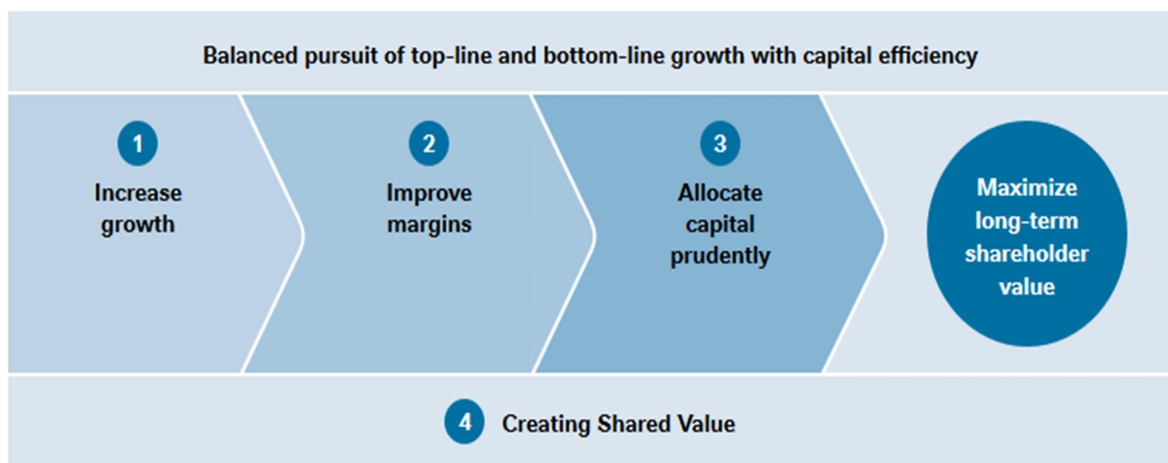 Balanced pursuit of top-line and bottom-line growth with capital efficiency
1
Increase
growth
2
Improve
margins
3
Allocate
capital
prudently
Maximize
long-term
shareholder
value
4 Creating Shared Value